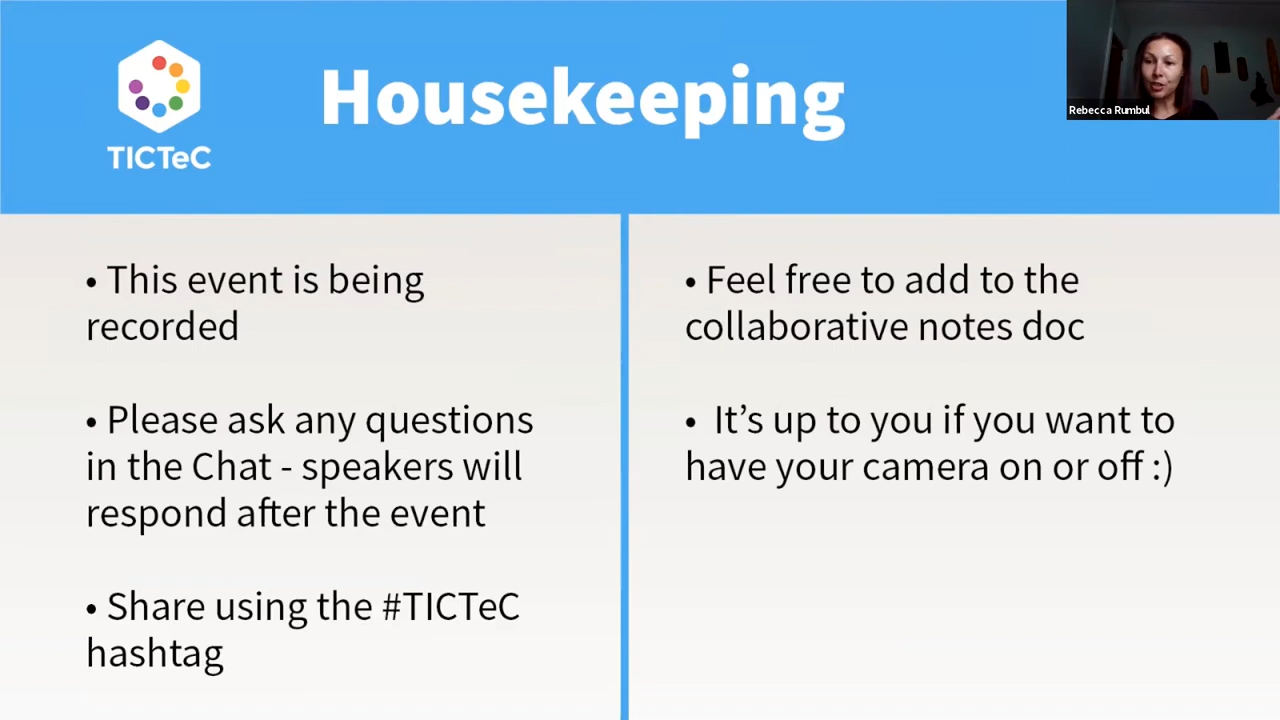 Housekeeping
TICTeC
Rebecca Rumbul
• This event is being
recorded
• Please ask any questions
in the Chat - speakers will
respond after the event
• Share using the #TICTeC
hashtag
• Feel free to add to the
collaborative notes doc
• It’s up to you if you want to
have your camera on or off :)